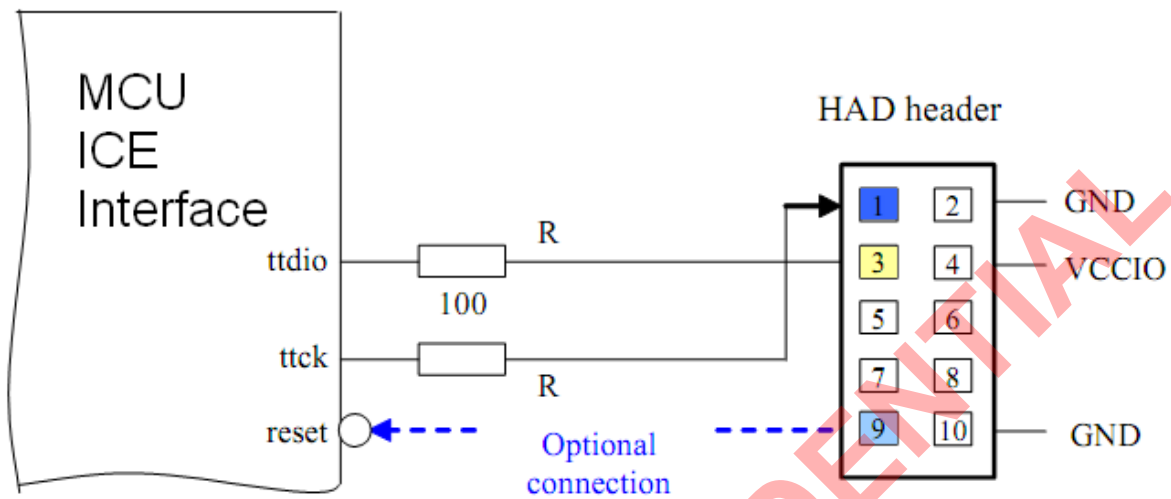 MCU
ICE
Interface
HAD header
1 2 GND
ttdio R 3 4 VCCIO
100
5 6
ttck R 7 8
reset 9 10 GND
Optional
connection
DENTIAL